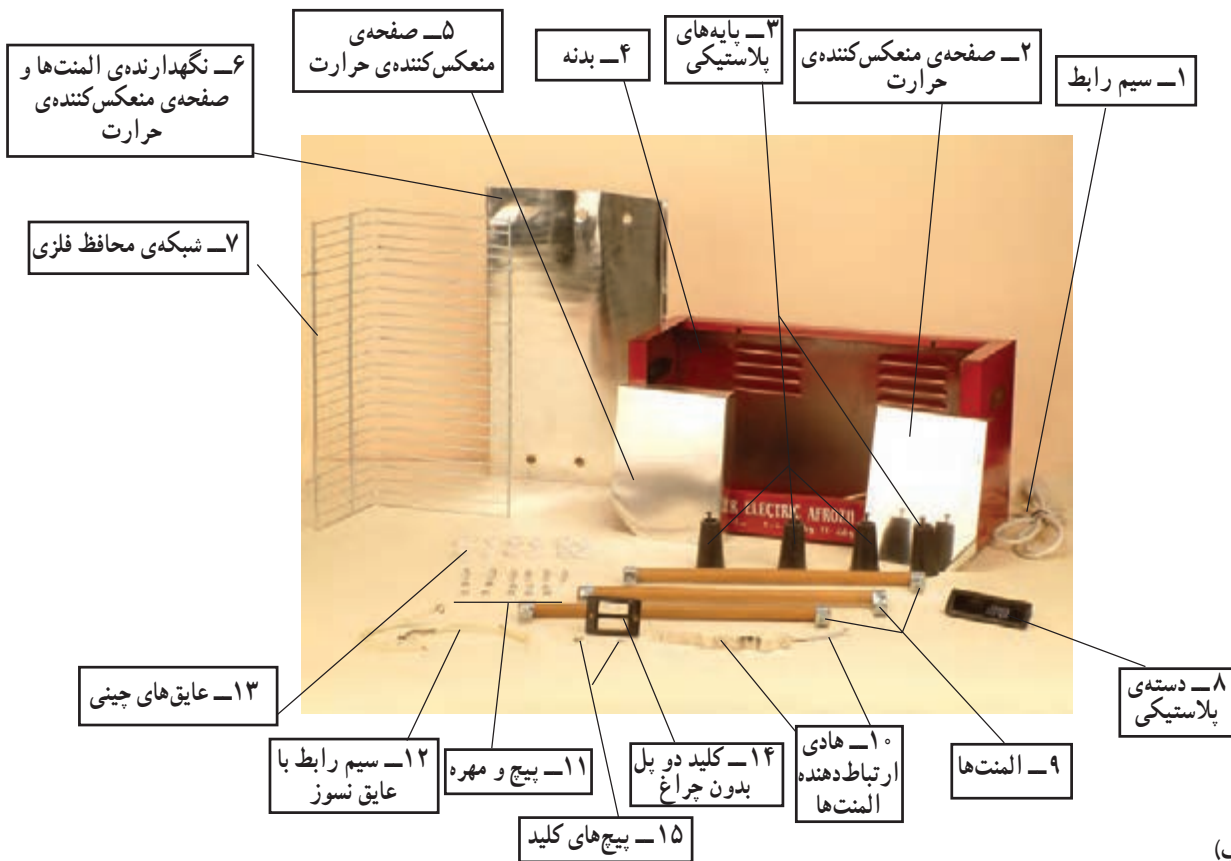 ۱ــ سیم رابط
۲ــ صفحه‌ی منعکس‌کننده‌ی
حرارت
۳ــ پایه‌های
پلاستیکی
۴ــ بدنه
۵ــ صفحه‌ی
منعکس‌کننده‌ی حرارت
۶ــ نگهدارنده‌ی المنت‌ها و
صفحه‌ی منعکس‌کننده‌ی
حرارت
۷ــ شبکه‌ی محافظ فلزی
ELECTRIC AFROZU
۸ــ دسته‌ی
پلاستیکی
۹ــ المنت‌ها
۱۰ــ هادی
ارتباط‌دهنده
المنت‌ها
۱۴ــ کلید دو پل
بدون چراغ
۱۱ــ پیچ و مهره
۱۲ــ سیم رابط با
عایق نسوز
۱۳ــ عایق‌های چینی
۱۵ــ پیچ‌های کلید